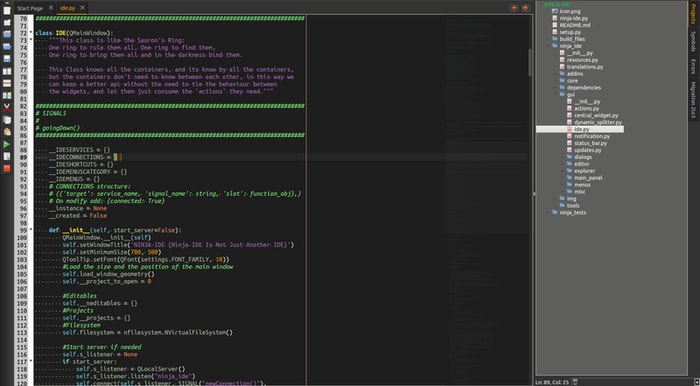 Start Page
ide.py
70
71
72 class IDE(QMainWindow):
73 """This class is like the Sauron's Ring:
74 One ring to rule them all, One ring to find them,
75 One ring to bring them all and in the darkness bind them.
76
77 This Class knows all the containers, and its know by all the containers,
78 but the containers don't need to know between each other, in this way we
79 can keep a better api without the need to tie the behaviour between
80 the widgets, and let them just consume the 'actions' they need."""
81
82
83 # SIGNALS
84 #
85 # goingDown()
86
87
88 __IDESERVICES = {}
89 __IDECONNECTIONS = }
90 __IDESHORTCUTS = {}
91 __IDEMENUSCATEGORY = {}
92 __IDEMENUS = {}
93 # CONNECTIONS structure:
94 # ({'target': service_name, 'signal_name': string, 'slot': function_obj},)
95 # On modify add: {connected: True}
96 __instance = None
97 __created = False
98
99 def __init__(self, start_server=False):
100 QMainWindow.__init__(self)
101 self.setWindowTitle('NINJA-IDE {Ninja-IDE Is Not Just Another IDE}')
102 self.setMinimumSize(700, 500)
103 QToolTip.setFont(QFont(settings.FONT_FAMILY, 10))
104 #Load the size and the position of the main window
105 self.load_window_geometry()
106 self.__project_to_open = 0
107
108 #Editables
109 self.__neditables = {}
110 #Projects
111 self.__projects = {}
112 #Filesystem
113 self.filesystem = nfilesystem.NVirtualFileSystem()
114
115 #Start server if needed
116 self.s_listener = None
117 if start_server:
118 self.s_listener = QLocalServer()
119 self.s_listener.listen("ninja_ide")
120 self.connect(self.s_listener, SIGNAL("newConnection()"),
icon.png
ninja-ide.py
README.md
setup.py
build_files
ninja_ide
__init__.py
resources.py
translations.py
addins
core
dependencies
gui
__init__.py
actions.py
central_widget.py
dynamic_splitter.py
ide.py
notification.py
status_bar.py
updates.py
dialogs
editor
explorer
main_panel
menus
misc
img
tools
ninja_tests
Projects
Symbols
Errors
Migration 2to3
Ln: 89, Col: 25